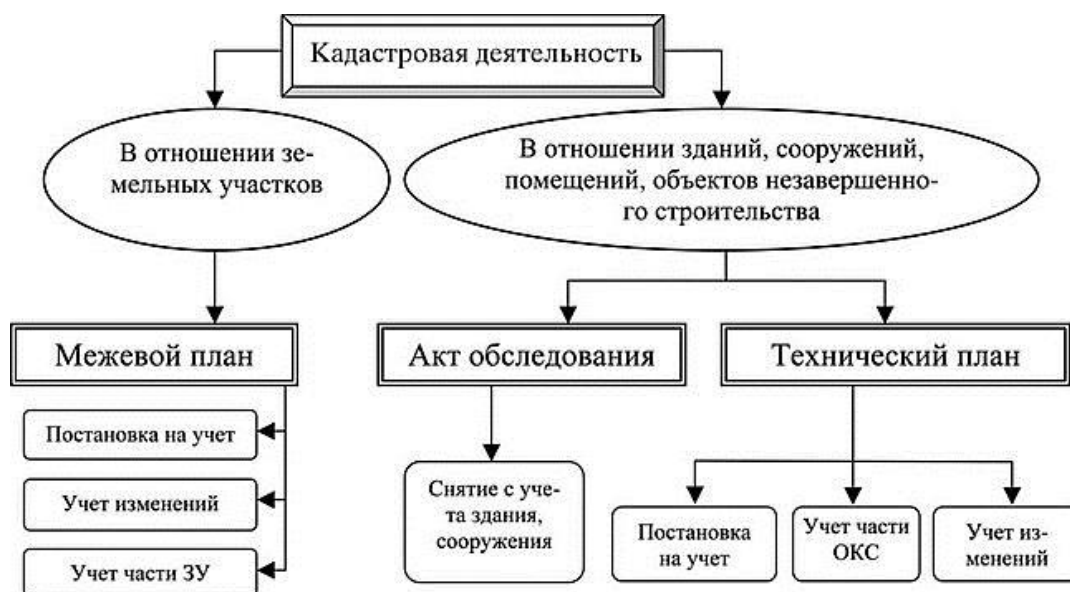 Кадастровая деятельность
В отношении зе-
мельных участков
В отношении зданий, сооружений,
помещений, объектов незавершенно-
го строительства
Межевой план
Акт обследования
Технический план
Постановка на учет
Учет изменений
Учет части ЗУ
Снятие с уче-
та здания,
сооружения
Постановка
на учет
Учет части
ОКС
Учет из-
менений